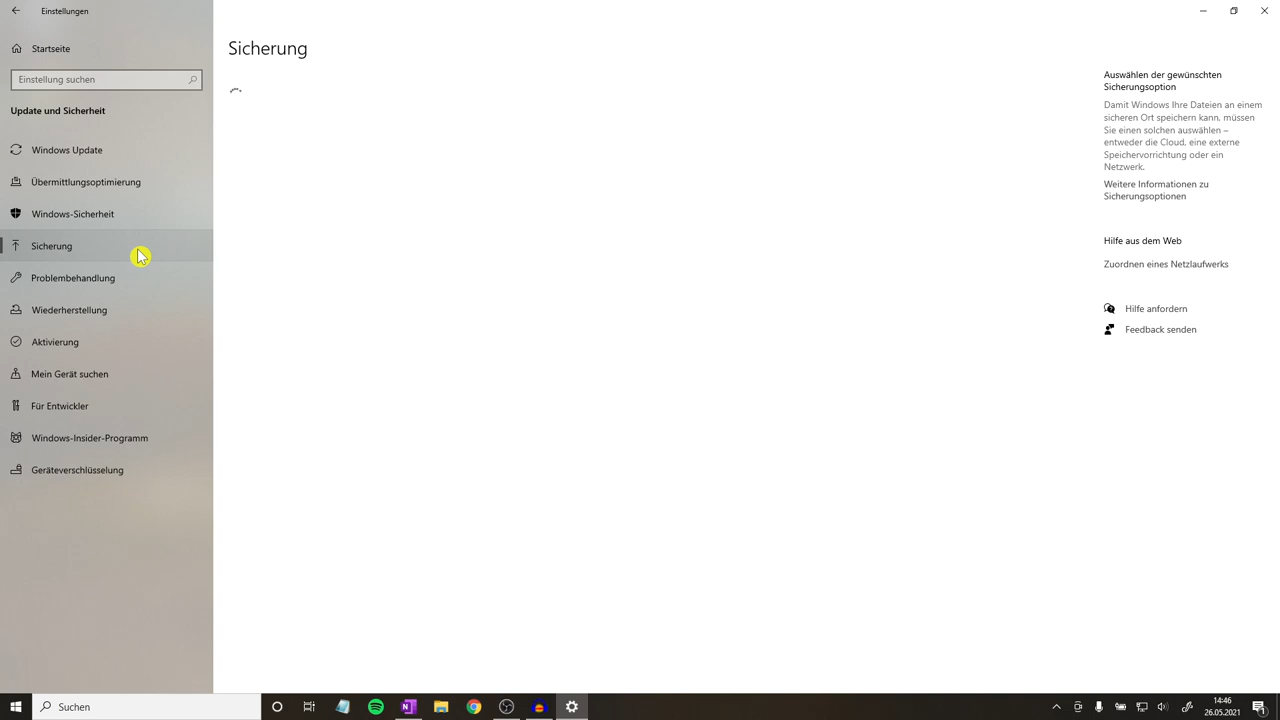 Einstellungen
Startseite
Einstellung suchen
Update und Sicherheit
Windows Update
Übermittlungsoptimierung
Windows-Sicherheit
Sicherung
Problembehandlung
Wiederherstellung
Aktivierung
Mein Gerät suchen
Für Entwickler
Windows-Insider-Programm
Geräteverschlüsselung
Sicherung
Auswählen der gewünschten
Sicherungsoption
Damit Windows Ihre Dateien an einem
sicheren Ort speichern kann, müssen
Sie einen solchen auswählen –
entweder die Cloud, eine externe
Speichervorrichtung oder ein
Netzwerk.
Weitere Informationen zu
Sicherungsoptionen
Hilfe aus dem Web
Zuordnen eines Netzlaufwerks
Hilfe anfordern
Feedback senden
Suchen
14:46
26.05.2021